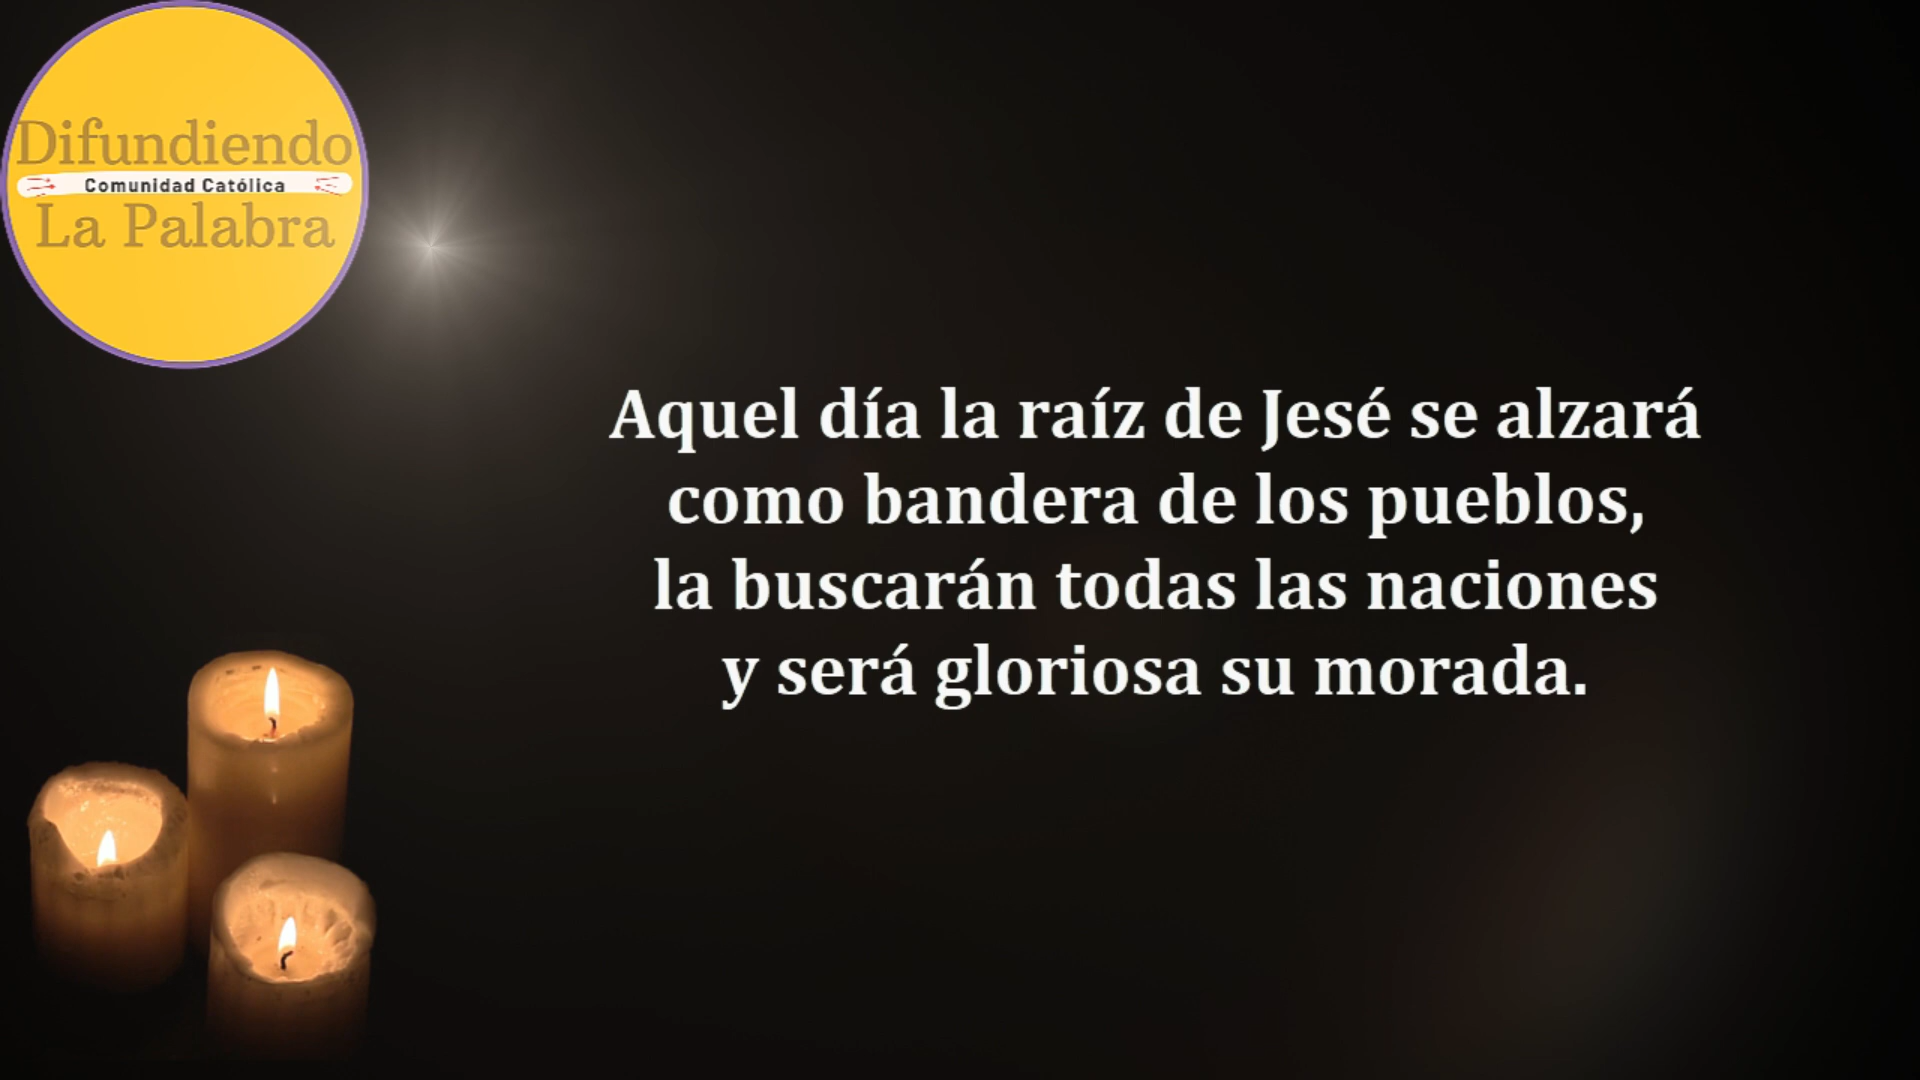 Difundiendo
Comunidad Católica
La Palabra
Aquel día la raíz de Jesé se alzará
como bandera de los pueblos,
la buscarán todas las naciones
y será gloriosa su morada.